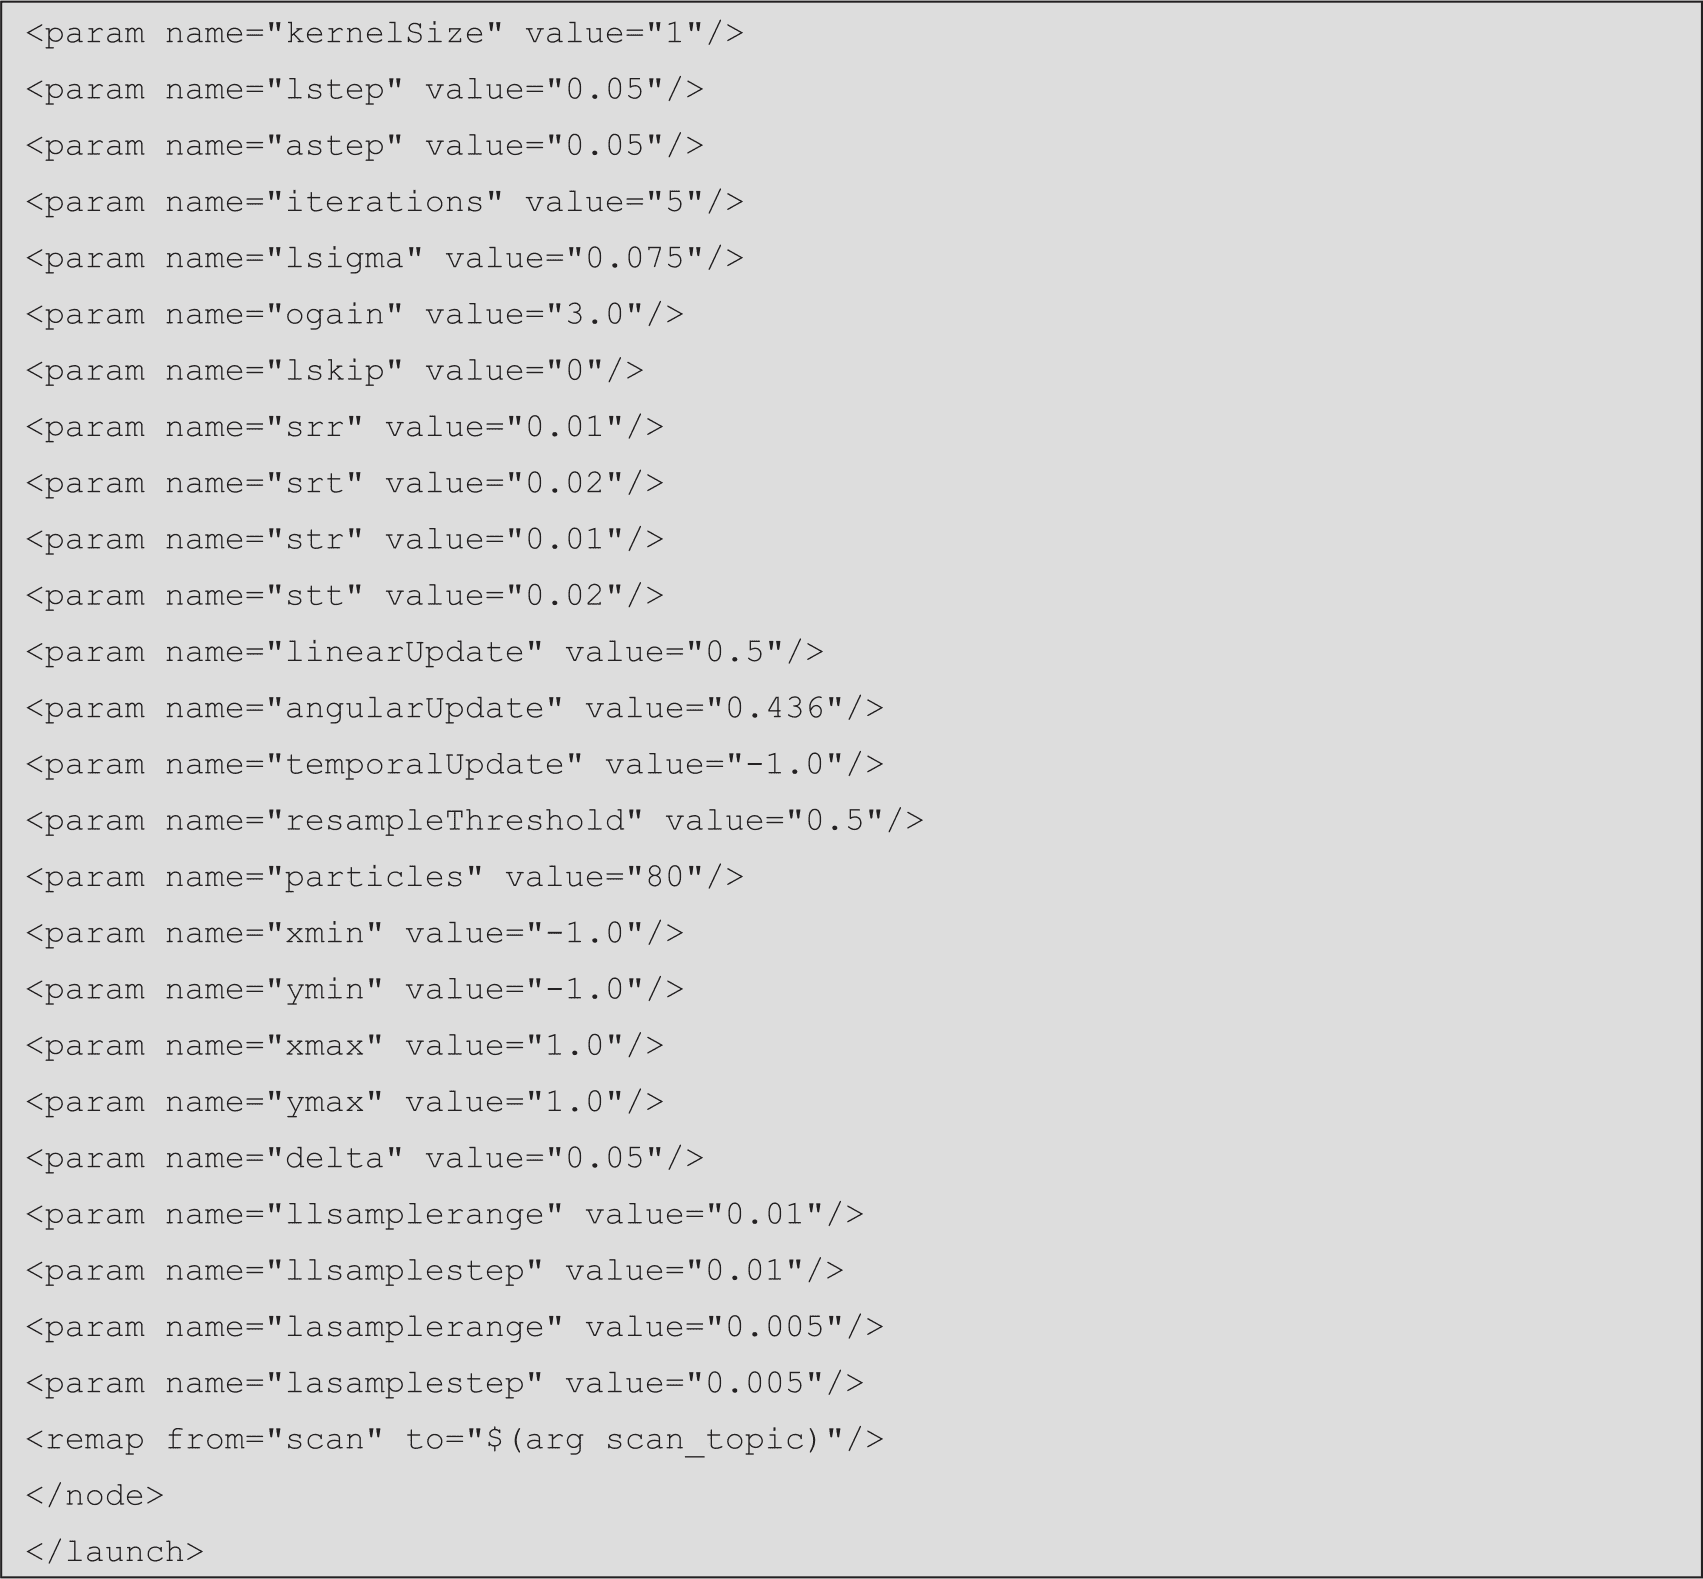 <param name="kernelSize" value="1"/>
<param name="lstep" value="0.05"/>
<param name="astep" value="0.05"/>
<param name="iterations" value="5"/>
<param name="lsigma" value="0.075"/>
<param name="ogain" value="3.0"/>
<param name="lskip" value="0"/>
<param name="srr" value="0.01"/>
<param name="srt" value="0.02"/>
<param name="str" value="0.01"/>
<param name="stt" value="0.02"/>
<param name="linearUpdate" value="0.5"/>
<param name="angularUpdate" value="0.436"/>
<param name="temporalUpdate" value="-1.0"/>
<param name="resampleThreshold" value="0.5"/>
<param name="particles" value="80"/>
<param name="xmin" value="-1.0"/>
<param name="ymin" value="-1.0"/>
<param name="xmax" value="1.0"/>
<param name="ymax" value="1.0"/>
<param name="delta" value="0.05"/>
<param name="llsamplerange" value="0.01"/>
<param name="llsamplestep" value="0.01"/>
<param name="lasamplerange" value="0.005"/>
<param name="lasamplestep" value="0.005"/>
<remap from="scan" to="$(arg scan_topic)"/>
</node>
</launch>